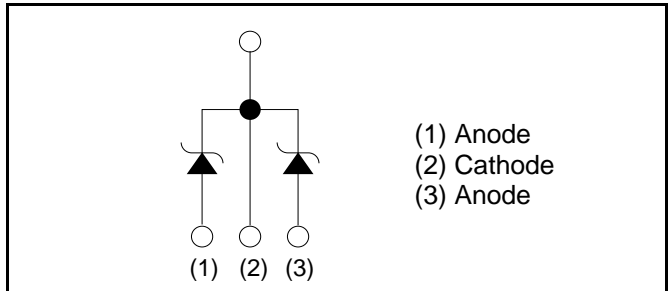 (1) Anode
(2) Cathode
(3) Anode
(1) (2) (3)